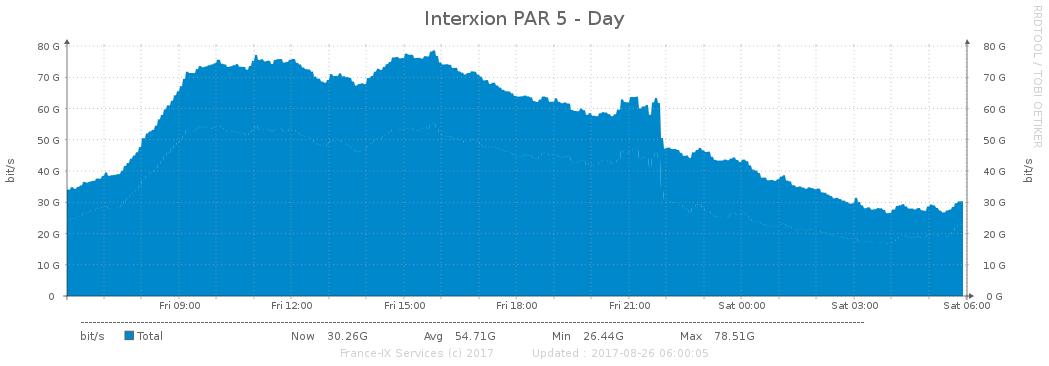 Interxion PAR 5 - Day
RRDTOOL / TOBI OETIKER
80 G 80 G
70 G 70 G
60 G 60 G
50 G 50 G
40 G 40 G
30 G 30 G
20 G 20 G
10 G 10 G
0 0 G
bit/s bit/s
Fri 09:00 Fri 12:00 Fri 15:00 Fri 18:00 Fri 21:00 Sat 00:00 Sat 03:00 Sat 06:00
bit/s Total Now 30.26G Avg 54.71G Min 26.44G Max 78.51G
France-IX Services (c) 2017 Updated : 2017-08-26 06:00:05